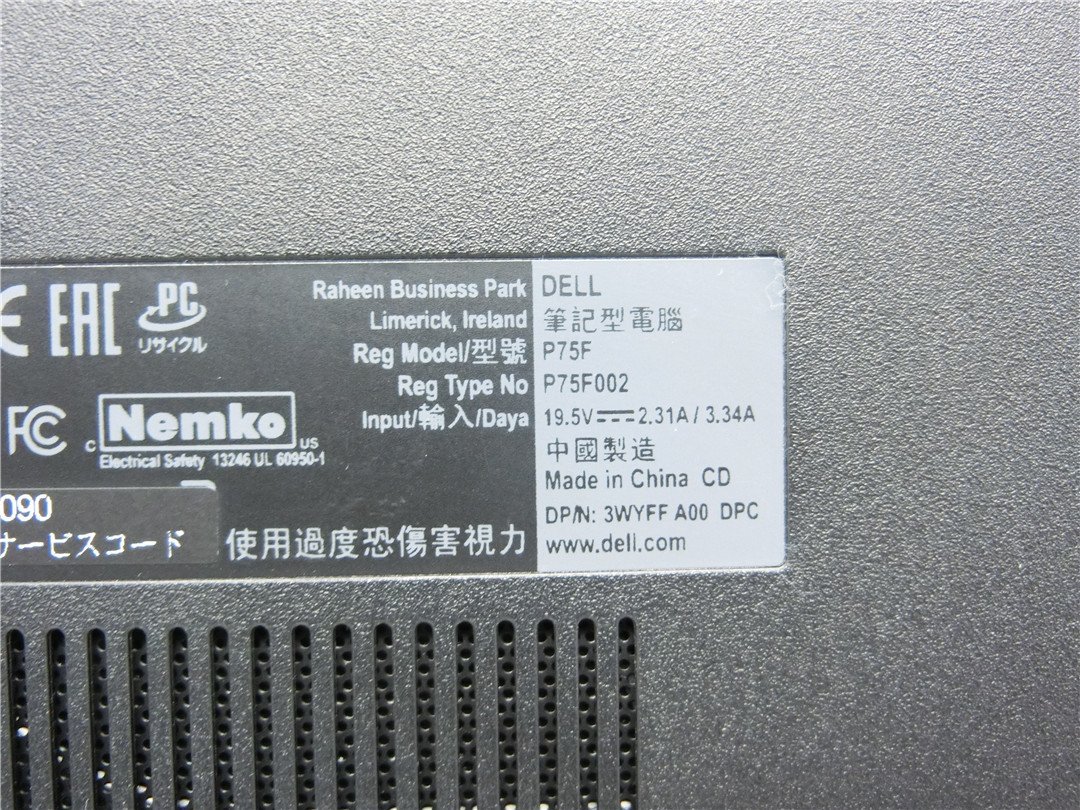 Raheen Business Park DELL
Limerick, Ireland 筆記型電腦
Reg Model/型號 P75F
Reg Type No P75F002
Input/輸入/Daya 19.5V⎓2.31A / 3.34A
中國製造
Made in China CD
DP/N: 3WYFF A00 DPC
www.dell.com
CE EAC PC
リサイクル
FC C Nemko US
Electrical Safety 13246 UL 60950-1
090
サービスコード
使用過度恐傷害視力